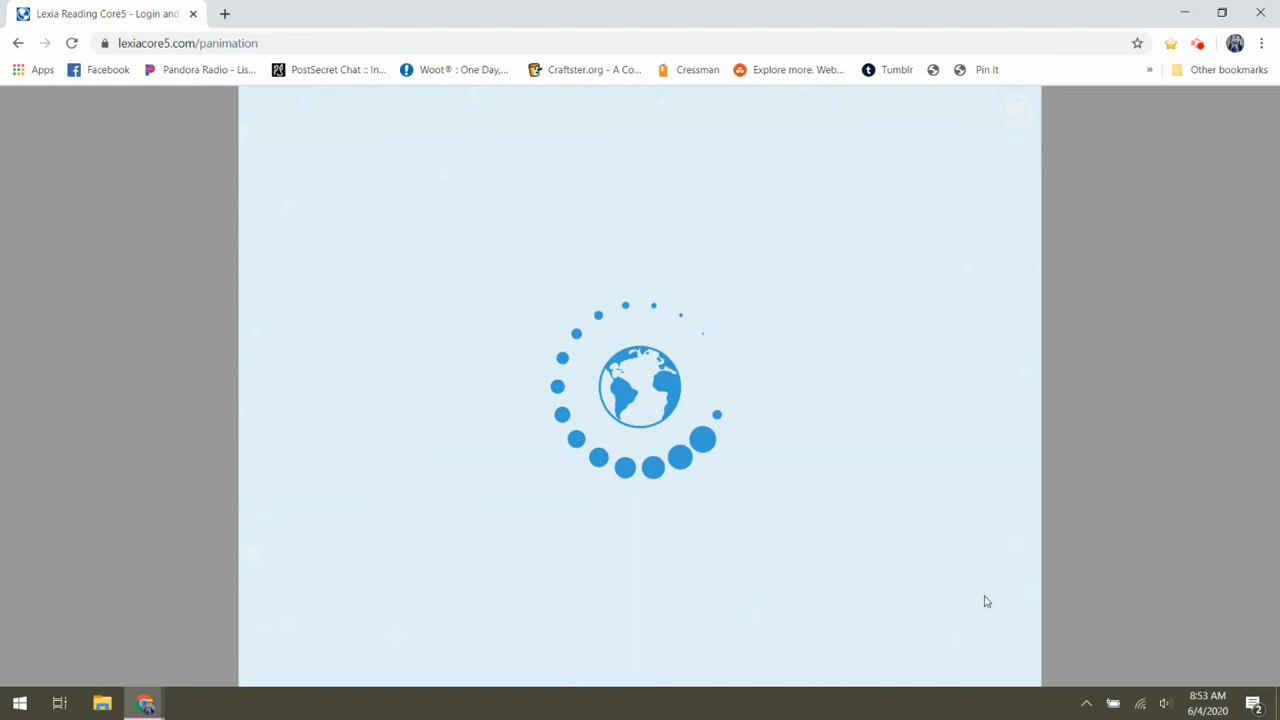 Lexia Reading Core5 - Login and
lexiacore5.com/panimation
Apps Facebook Pandora Radio - Lis... PostSecret Chat :: In... Woot® : One Day,... Craftster.org - A Co... Cressman Explore more. Web... Tumblr Pin It » Other bookmarks
8:53 AM
6/4/2020
2